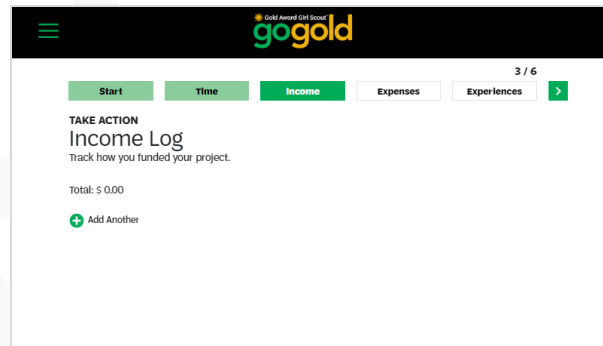 Gold Award Girl Scout
gogold
3 / 6
Start Time Income Expenses Experiences
TAKE ACTION
Income Log
Track how you funded your project.
Total: $ 0.00
Add Another